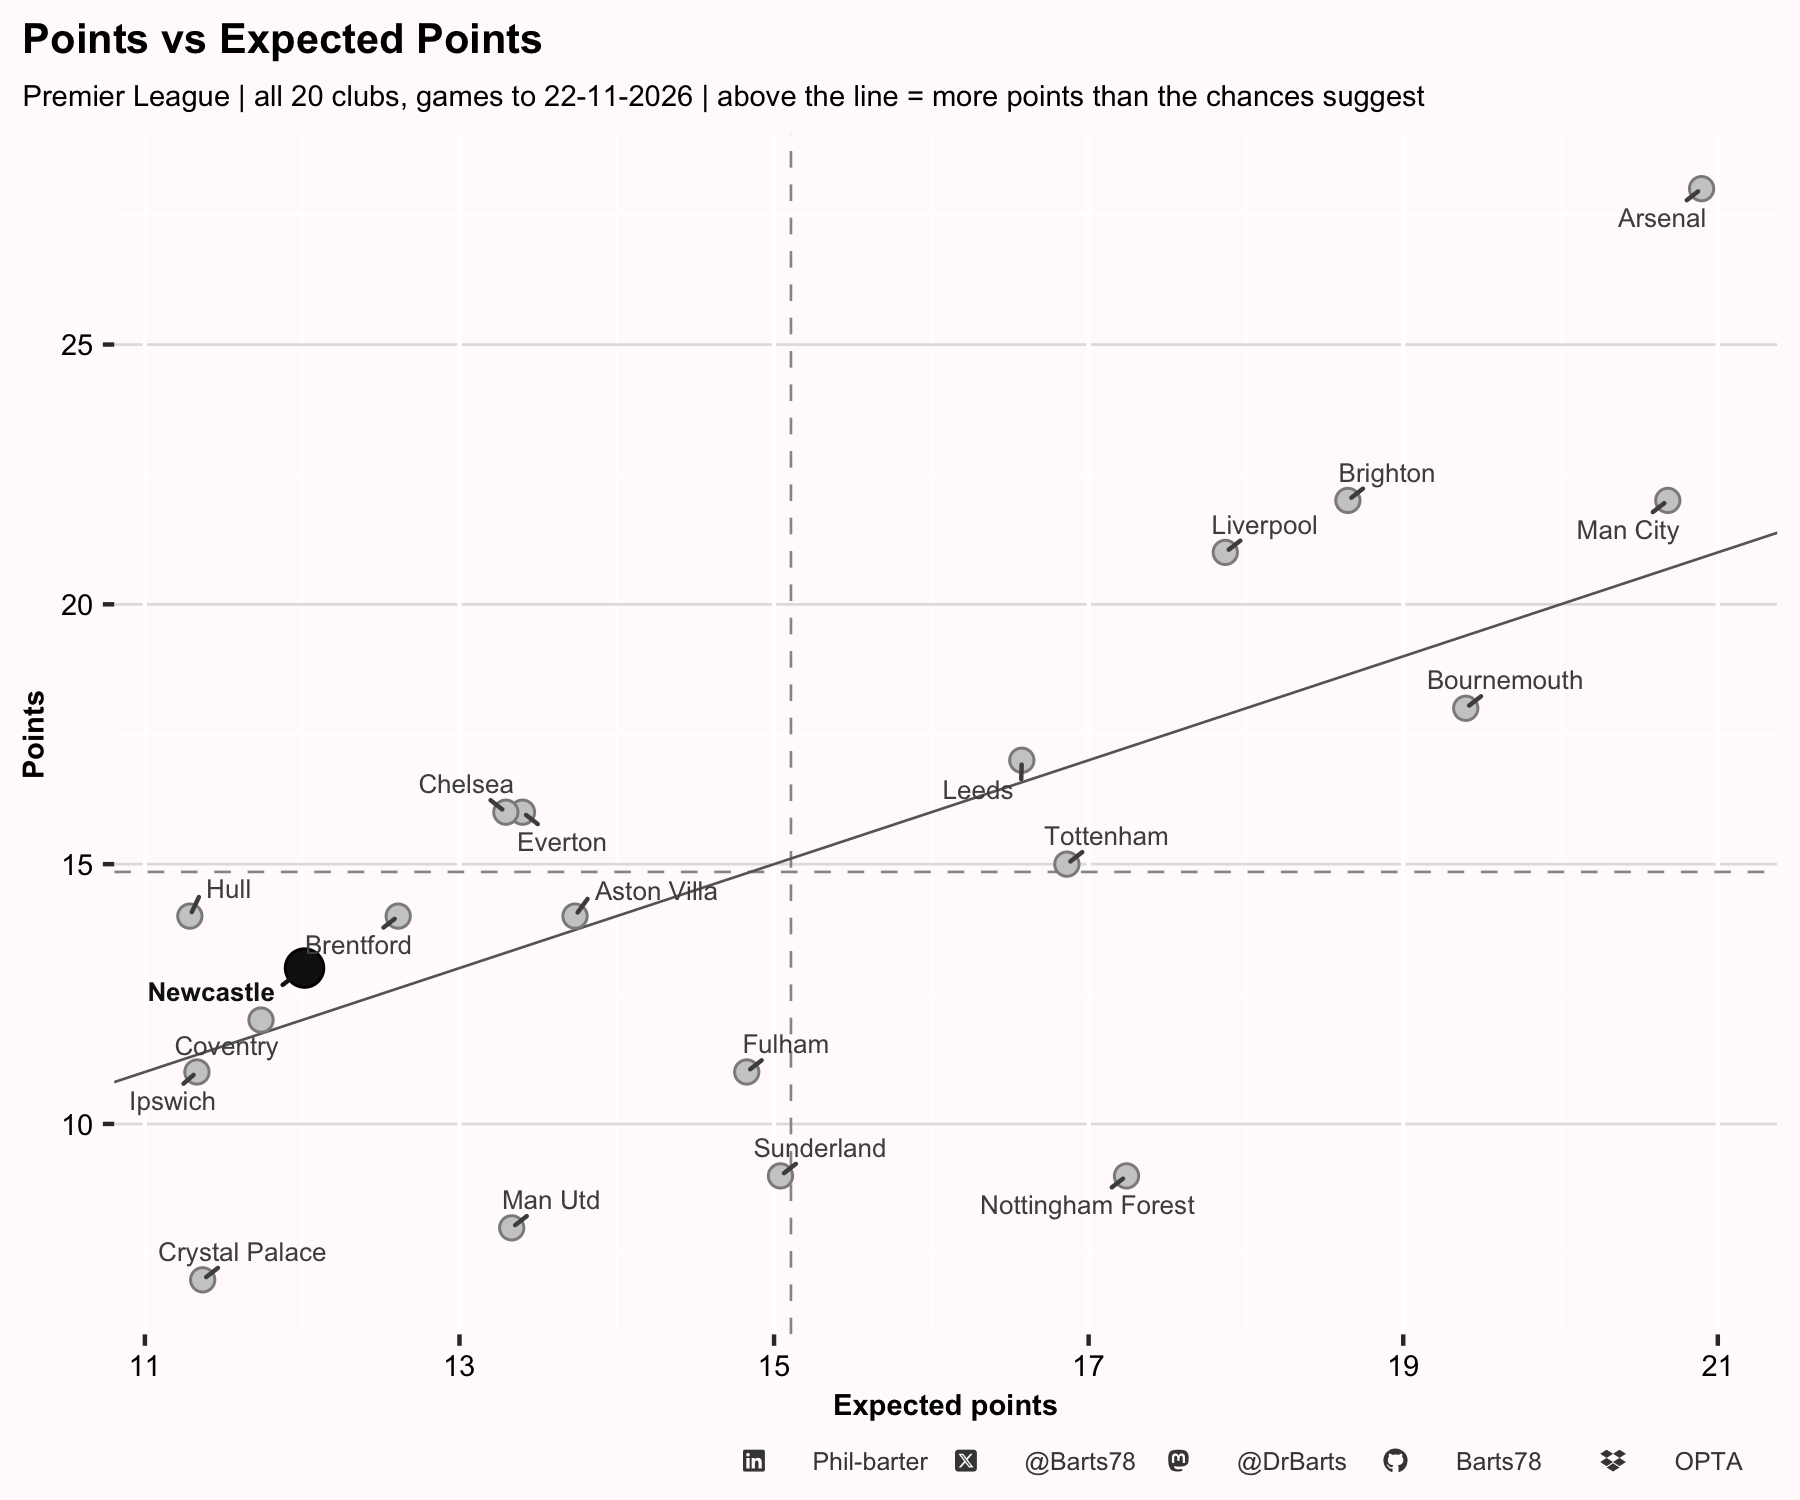 Points vs Expected Points
Premier League | all 20 clubs, games to 22-11-2026 | above the line = more points than the chances suggest
Arsenal
25
Brighton
Liverpool
Man City
20
Bournemouth
Points
Chelsea
Leeds
Everton
Tottenham
15
Hull
Aston Villa
Brentford
Newcastle
Coventry
Fulham
Ipswich
10
Sunderland
Man Utd
Nottingham Forest
Crystal Palace
11 13 15 17 19 21
Expected points
Phil-barter @Barts78 @DrBarts Barts78 OPTA